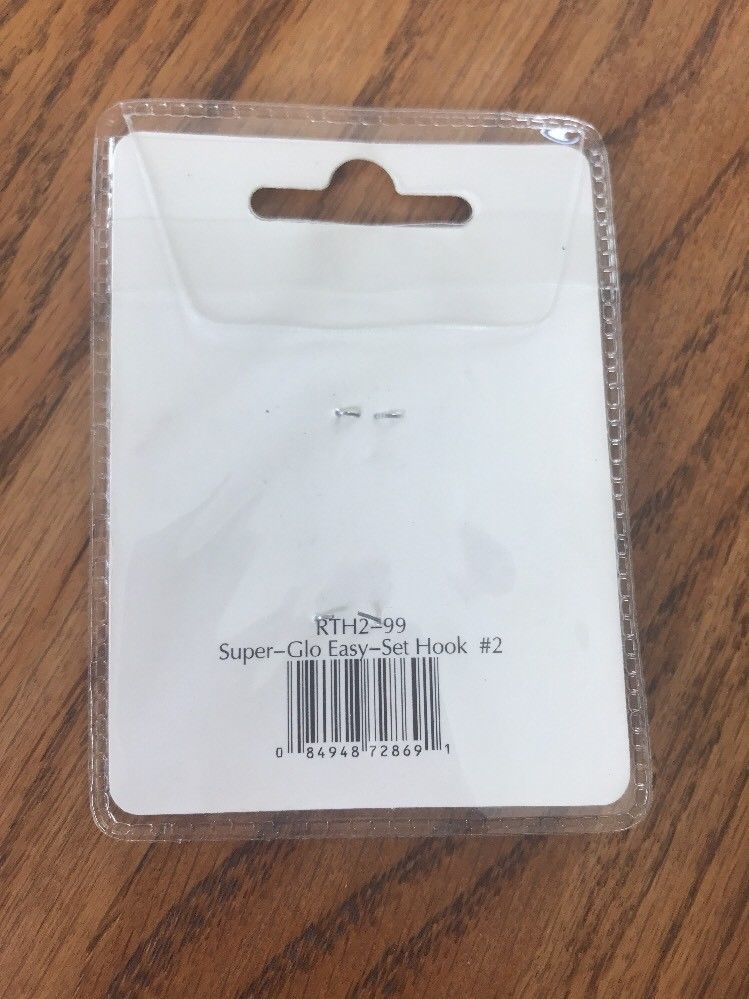 RTH2-99
Super-Glo Easy-Set Hook #2
0 84948 72869 1